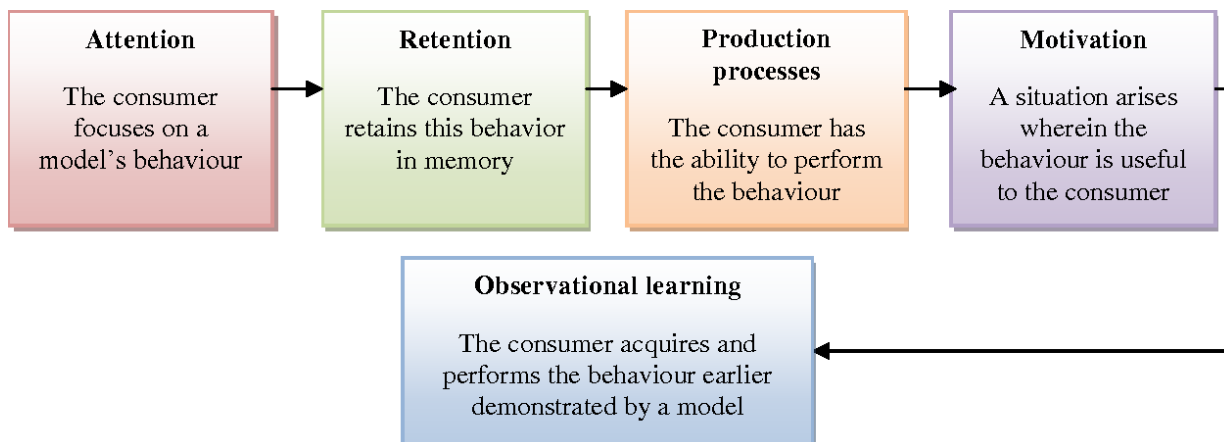 Attention
The consumer
focuses on a
model's behaviour
Retention
The consumer
retains this behavior
in memory
Production
processes
The consumer has
the ability to perform
the behaviour
Motivation
A situation arises
wherein the
behaviour is useful
to the consumer
Observational learning
The consumer acquires and
performs the behaviour earlier
demonstrated by a model